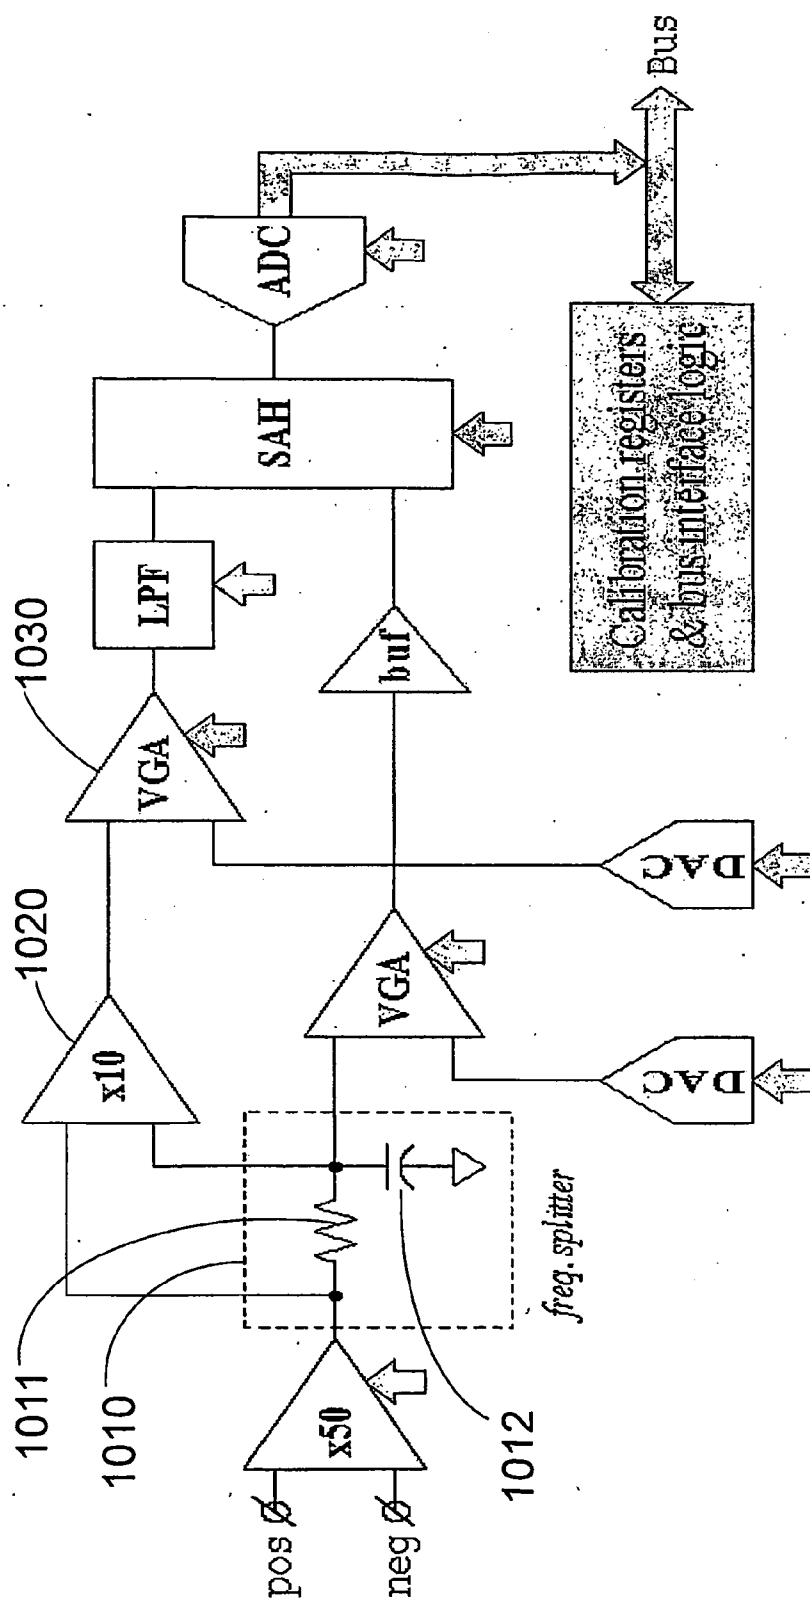 1011
1010
1020
1030
pos
neg
x50
1012
freq. splitter
x10
VGA
VGA
DAC
DAC
LPF
buf
SAH
ADC
Calibration registers
& bus interface logic
Bus